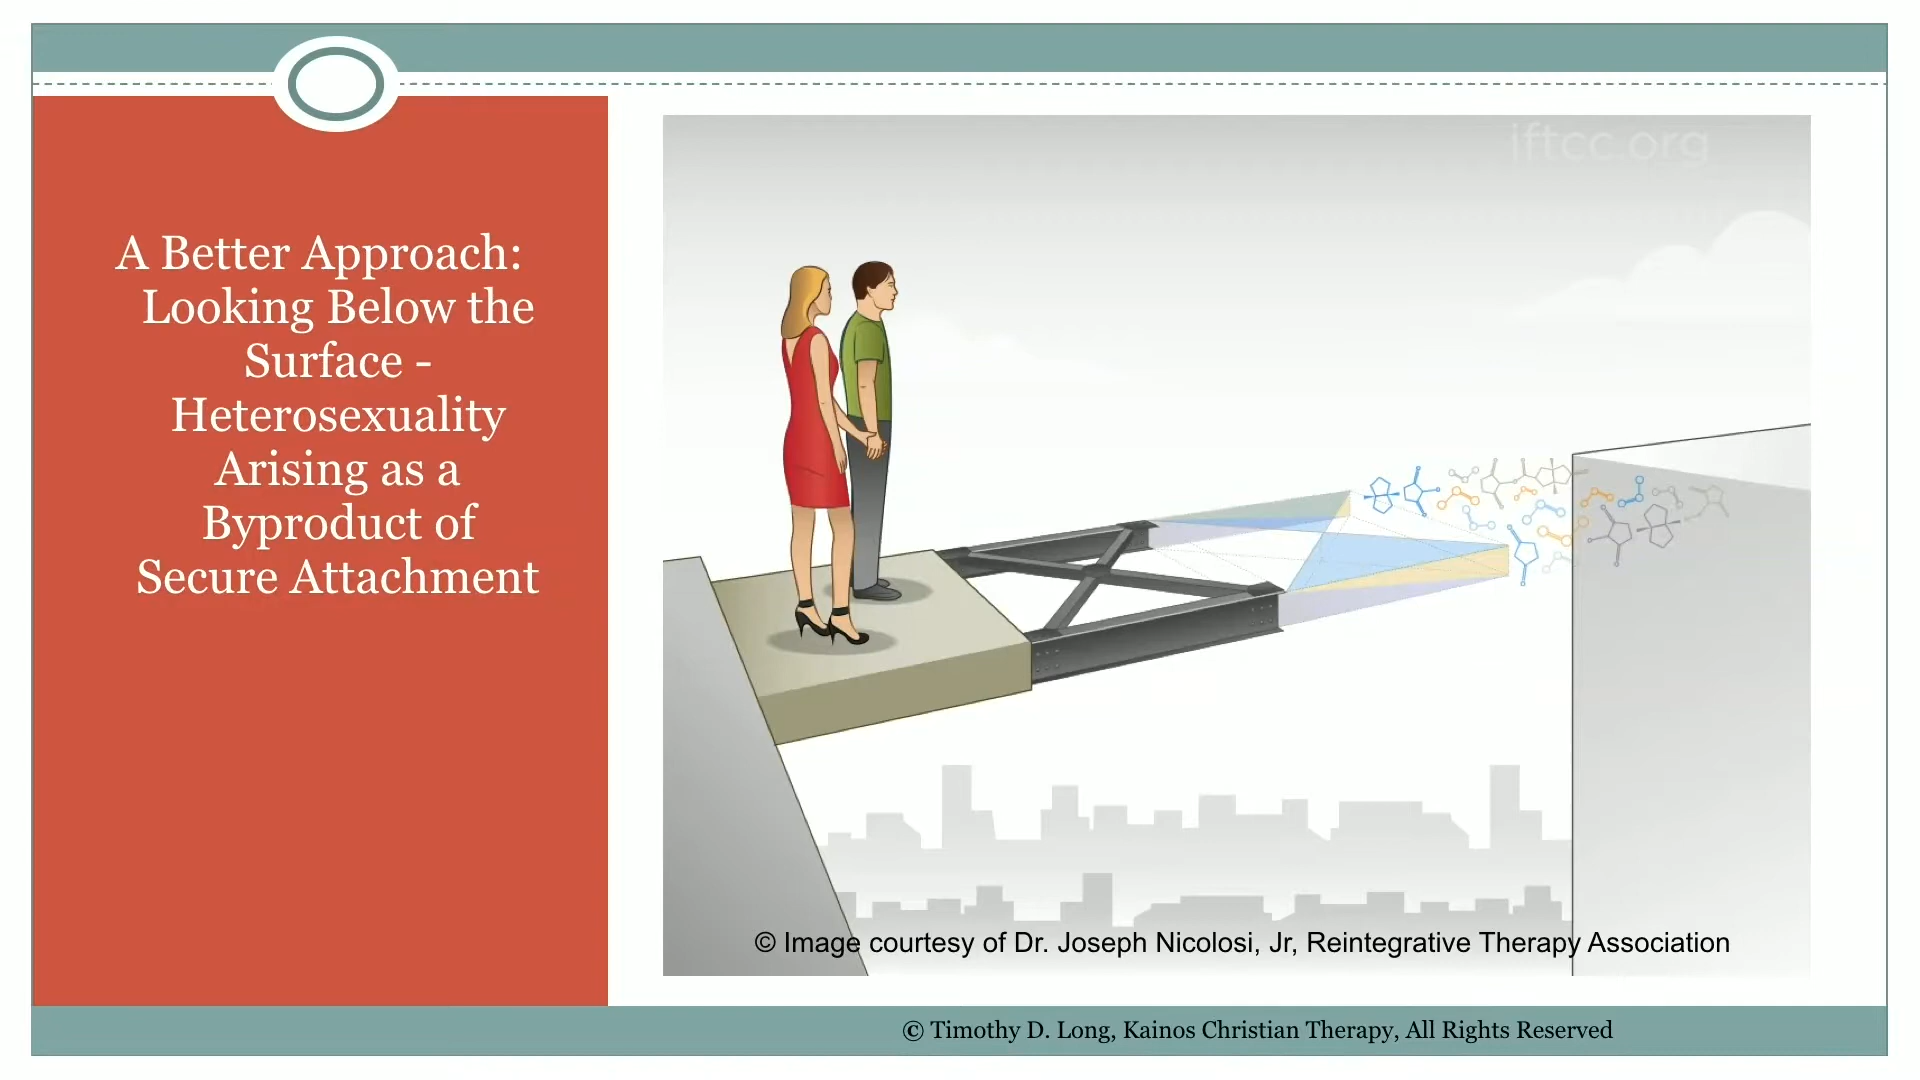 A Better Approach:
Looking Below the
Surface -
Heterosexuality
Arising as a
Byproduct of
Secure Attachment
iftcc.org
© Image courtesy of Dr. Joseph Nicolosi, Jr, Reintegrative Therapy Association
© Timothy D. Long, Kainos Christian Therapy, All Rights Reserved